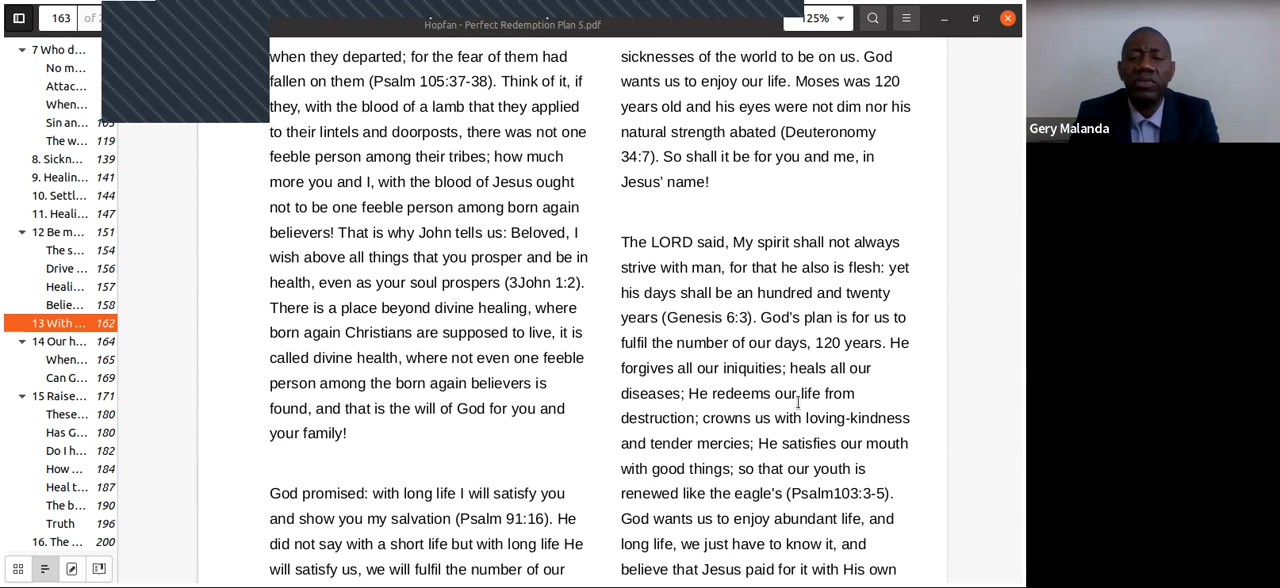 163
of 2
Hopfan - Perfect Redemption Plan 5.pdf
125%
7 Who d…
No m…
Attac…
When…
Sin an… 105
The w… 119
8. Sickn… 139
9. Healin… 141
10. Settl… 144
11. Heali… 147
12 Be m… 151
The s… 154
Drive … 156
Heali… 157
Belie… 158
13 With … 162
14 Our h… 164
When… 165
Can G… 169
15 Raise… 171
These… 180
Has G… 180
Do I h… 182
How … 184
Heal t… 187
The b… 190
Truth 196
16. The … 200
when they departed; for the fear of them had
fallen on them (Psalm 105:37-38). Think of it, if
they, with the blood of a lamb that they applied
to their lintels and doorposts, there was not one
feeble person among their tribes; how much
more you and I, with the blood of Jesus ought
not to be one feeble person among born again
believers! That is why John tells us: Beloved, I
wish above all things that you prosper and be in
health, even as your soul prospers (3John 1:2).
There is a place beyond divine healing, where
born again Christians are supposed to live, it is
called divine health, where not even one feeble
person among the born again believers is
found, and that is the will of God for you and
your family!
God promised: with long life I will satisfy you
and show you my salvation (Psalm 91:16). He
did not say with a short life but with long life He
will satisfy us, we will fulfil the number of our
sicknesses of the world to be on us. God
wants us to enjoy our life. Moses was 120
years old and his eyes were not dim nor his
natural strength abated (Deuteronomy
34:7). So shall it be for you and me, in
Jesus' name!
The LORD said, My spirit shall not always
strive with man, for that he also is flesh: yet
his days shall be an hundred and twenty
years (Genesis 6:3). God's plan is for us to
fulfil the number of our days, 120 years. He
forgives all our iniquities; heals all our
diseases; He redeems our life from
destruction; crowns us with loving-kindness
and tender mercies; He satisfies our mouth
with good things; so that our youth is
renewed like the eagle's (Psalm103:3-5).
God wants us to enjoy abundant life, and
long life, we just have to know it, and
believe that Jesus paid for it with His own
Gery Malanda